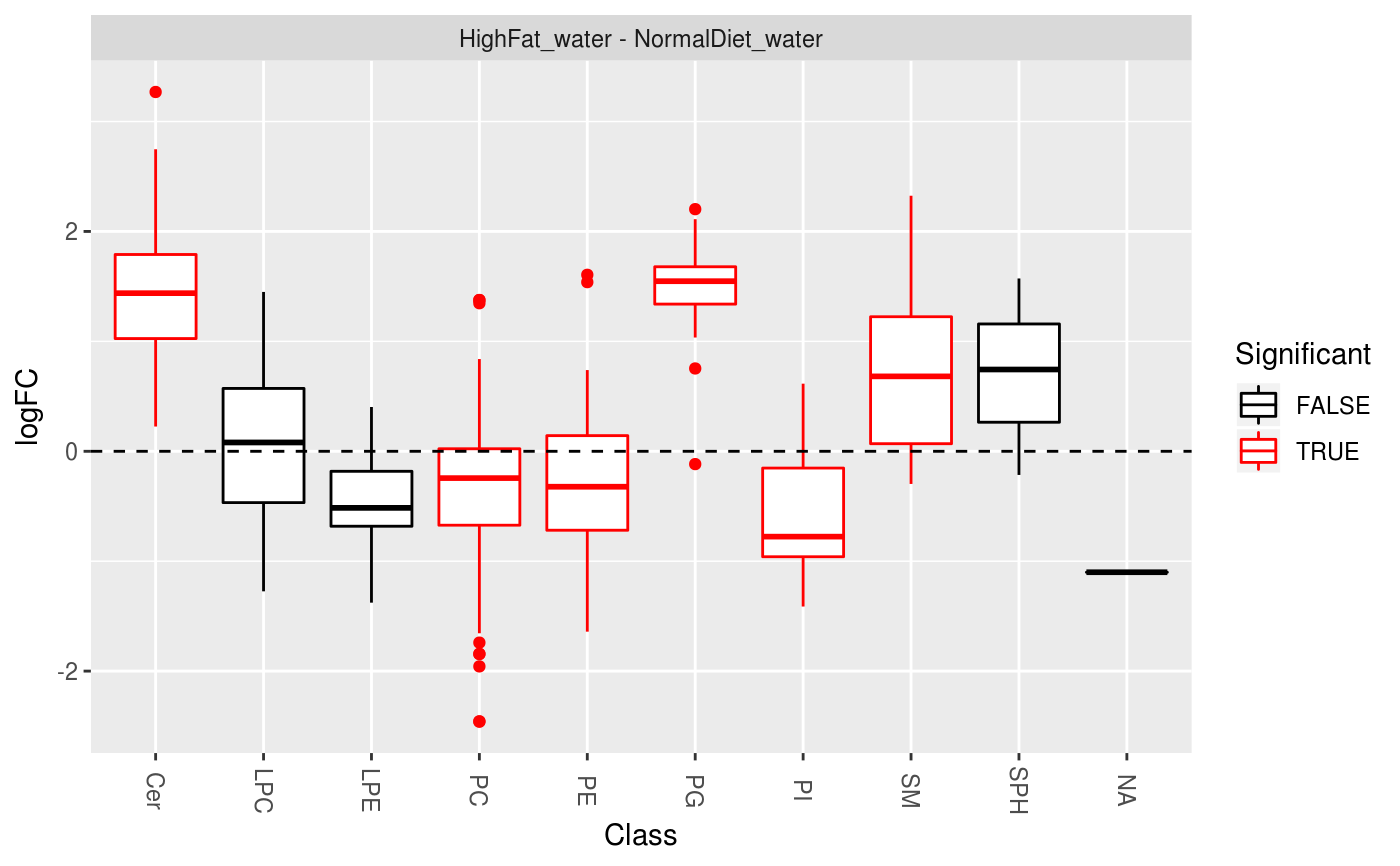 HighFat_water - NormalDiet_water
2
0
-2
logFC
Cer
LPC
LPE
PC
PE
PG
PI
SM
SPH
NA
Class
Significant
FALSE
TRUE